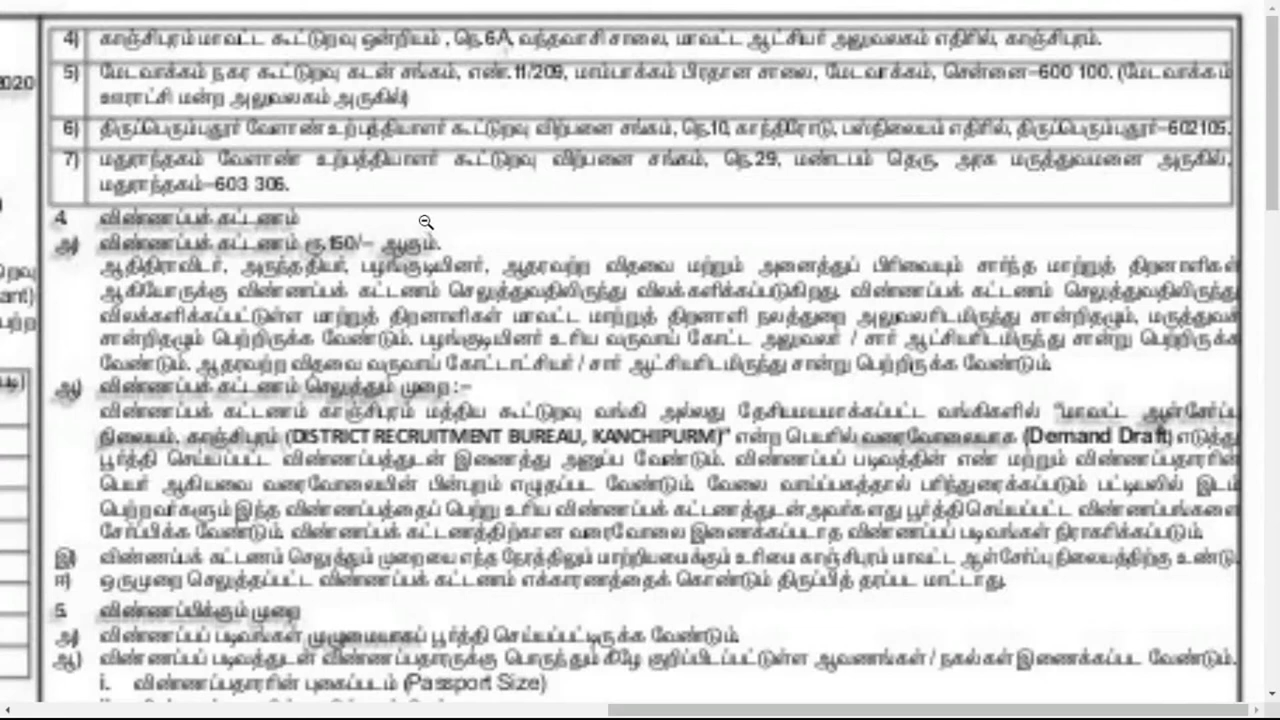 4) காஞ்சிபுரம் மாவட்ட கூட்டுறவு ஒன்றியம் , நெ.6A, வந்தவாசி சாலை, மாவட்ட ஆட்சியர் அலுவலகம் எதிரில், காஞ்சிபுரம்.
2020
5) மேடவாக்கம் நகர கூட்டுறவு கடன் சங்கம், எண்.11/209, மாம்பாக்கம் பிரதான சாலை, மேடவாக்கம், சென்னை–600 100. (மேடவாக்கம்
ஊராட்சி மன்ற அலுவலகம் அருகில்)
6) திருப்பெரும்புதூர் வேளாண் உற்பத்தியாளர் கூட்டுறவு விற்பனை சங்கம், நெ.10, காந்திரோடு, பஸ்நிலையம் எதிரில், திருப்பெரும்புதூர்–602105.
7) மதுராந்தகம் வேளாண் உற்பத்தியாளர் கூட்டுறவு விற்பனை சங்கம், நெ.29, மண்டபம் தெரு, அரசு மருத்துவமனை அருகில்,
மதுராந்தகம்–603 306.
4. விண்ணப்பக் கட்டணம்
அ) விண்ணப்பக் கட்டணம் ரூ.150/– ஆகும்.
ஆதிதிராவிடர், அருந்ததியர், பழங்குடியினர், ஆதரவற்ற விதவை மற்றும் அனைத்துப் பிரிவையும் சார்ந்த மாற்றுத் திறனாளிகள்
ஆகியோருக்கு விண்ணப்பக் கட்டணம் செலுத்துவதிலிருந்து விலக்களிக்கப்படுகிறது. விண்ணப்பக் கட்டணம் செலுத்துவதிலிருந்து
விலக்களிக்கப்பட்டுள்ள மாற்றுத் திறனாளிகள் மாவட்ட மாற்றுத் திறனாளி நலத்துறை அலுவலரிடமிருந்து சான்றிதழும், மருத்துவச்
சான்றிதழும் பெற்றிருக்க வேண்டும். பழங்குடியினர் உரிய வருவாய் கோட்ட அலுவலர் / சார் ஆட்சியரிடமிருந்து சான்று பெற்றிருக்க
வேண்டும். ஆதரவற்ற விதவை வருவாய் கோட்டாட்சியர் / சார் ஆட்சியரிடமிருந்து சான்று பெற்றிருக்க வேண்டும்.
ஆ) விண்ணப்பக் கட்டணம் செலுத்தும் முறை :–
விண்ணப்பக் கட்டணம் காஞ்சிபுரம் மத்திய கூட்டுறவு வங்கி அல்லது தேசியமயமாக்கப்பட்ட வங்கிகளில் "மாவட்ட ஆள்சேர்ப்பு
நிலையம், காஞ்சிபுரம் (DISTRICT RECRUITMENT BUREAU, KANCHIPURM)" என்ற பெயரில் வரைவோலையாக (Demand Draft) எடுத்து
பூர்த்தி செய்யப்பட்ட விண்ணப்பத்துடன் இணைத்து அனுப்ப வேண்டும். விண்ணப்பப் படிவத்தின் எண் மற்றும் விண்ணப்பதாரரின்
பெயர் ஆகியவை வரைவோலையின் பின்புறம் எழுதப்பட வேண்டும். வேலை வாய்ப்பகத்தால் பரிந்துரைக்கப்படும் பட்டியலில் இடம்
பெற்றவர்களும் இந்த விண்ணப்பத்தைப் பெற்று உரிய விண்ணப்பக் கட்டணத்துடன் அவர்களது பூர்த்தி செய்யப்பட்ட விண்ணப்பங்களை
சேர்ப்பிக்க வேண்டும். விண்ணப்பக் கட்டணத்திற்கான வரைவோலை இணைக்கப்படாத விண்ணப்பப் படிவங்கள் நிராகரிக்கப்படும்.
இ) விண்ணப்பக் கட்டணம் செலுத்தும் முறையை எந்த நேரத்திலும் மாற்றியமைக்கும் உரிமை காஞ்சிபுரம் மாவட்ட ஆள்சேர்ப்பு நிலையத்திற்கு உண்டு.
ஈ) ஒருமுறை செலுத்தப்பட்ட விண்ணப்பக் கட்டணம் எக்காரணத்தைக் கொண்டும் திருப்பித் தரப்பட மாட்டாது.
5. விண்ணப்பிக்கும் முறை
அ) விண்ணப்பப் படிவங்கள் முழுமையாகப் பூர்த்தி செய்யப்பட்டிருக்க வேண்டும்.
ஆ) விண்ணப்பப் படிவத்துடன் விண்ணப்பதாரருக்கு பொருந்தும் கீழே குறிப்பிடப்பட்டுள்ள ஆவணங்கள் / நகல்கள் இணைக்கப்பட வேண்டும்.
i. விண்ணப்பதாரரின் புகைப்படம் (Passport Size)